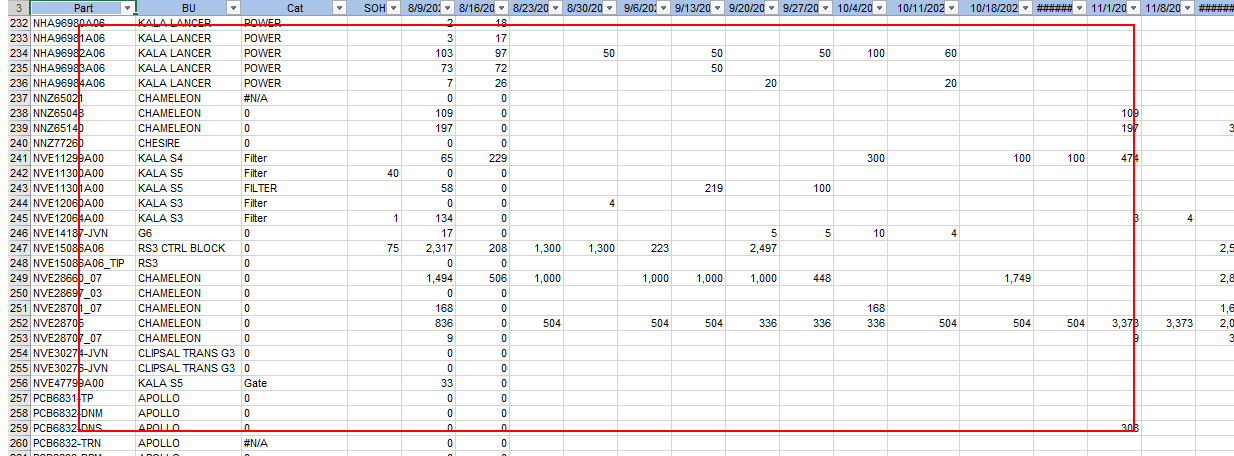 3 Part BU Cat SOH 8/9/202 8/16/20 8/23/20 8/30/20 9/6/202 9/13/20 9/20/20 9/27/20 10/4/20 10/11/202 10/18/202 ###### 11/1/20 11/8/20 ######
232 NHA96980A06 KALA LANCER POWER 2 18
233 NHA96981A06 KALA LANCER POWER 3 17
234 NHA96982A06 KALA LANCER POWER 103 97 50 50 50 100 60
235 NHA96983A06 KALA LANCER POWER 73 72 50
236 NHA96984A06 KALA LANCER POWER 7 26 20 20
237 NNZ65021 CHAMELEON #N/A 0 0
238 NNZ65048 CHAMELEON 0 109 0 109
239 NNZ65140 CHAMELEON 0 197 0 197 3
240 NNZ77260 CHESIRE 0 0 0
241 NVE11299A00 KALA S4 Filter 65 229 300 100 100 474
242 NVE11300A00 KALA S5 Filter 40 0 0
243 NVE11301A00 KALA S5 FILTER 58 0 219 100
244 NVE12060A00 KALA S3 Filter 0 0 4
245 NVE12064A00 KALA S3 Filter 1 134 0 3 4
246 NVE14187-JVN G6 0 17 0 5 5 10 4
247 NVE15086A06 RS3 CTRL BLOCK 0 75 2,317 208 1,300 1,300 223 2,497 2,5
248 NVE15086A06_TIP RS3 0 0 0
249 NVE28660_07 CHAMELEON 0 1,494 506 1,000 1,000 1,000 1,000 448 1,749 2,8
250 NVE28697_03 CHAMELEON 0 0 0
251 NVE28701_07 CHAMELEON 0 168 0 168 1,6
252 NVE28705 CHAMELEON 0 836 0 504 504 504 336 336 336 504 504 504 3,373 3,373 2,0
253 NVE28707_07 CHAMELEON 0 9 0 9 3
254 NVE30274-JVN CLIPSAL TRANS G3 0 0 0
255 NVE30276-JVN CLIPSAL TRANS G3 0 0 0
256 NVE47799A00 KALA S5 Gate 33 0
257 PCB6831-TP APOLLO 0 0 0
258 PCB6832-DNM APOLLO 0 0 0
259 PCB6832-DNS APOLLO 0 0 0 303
260 PCB6832-TRN APOLLO #N/A 0 0